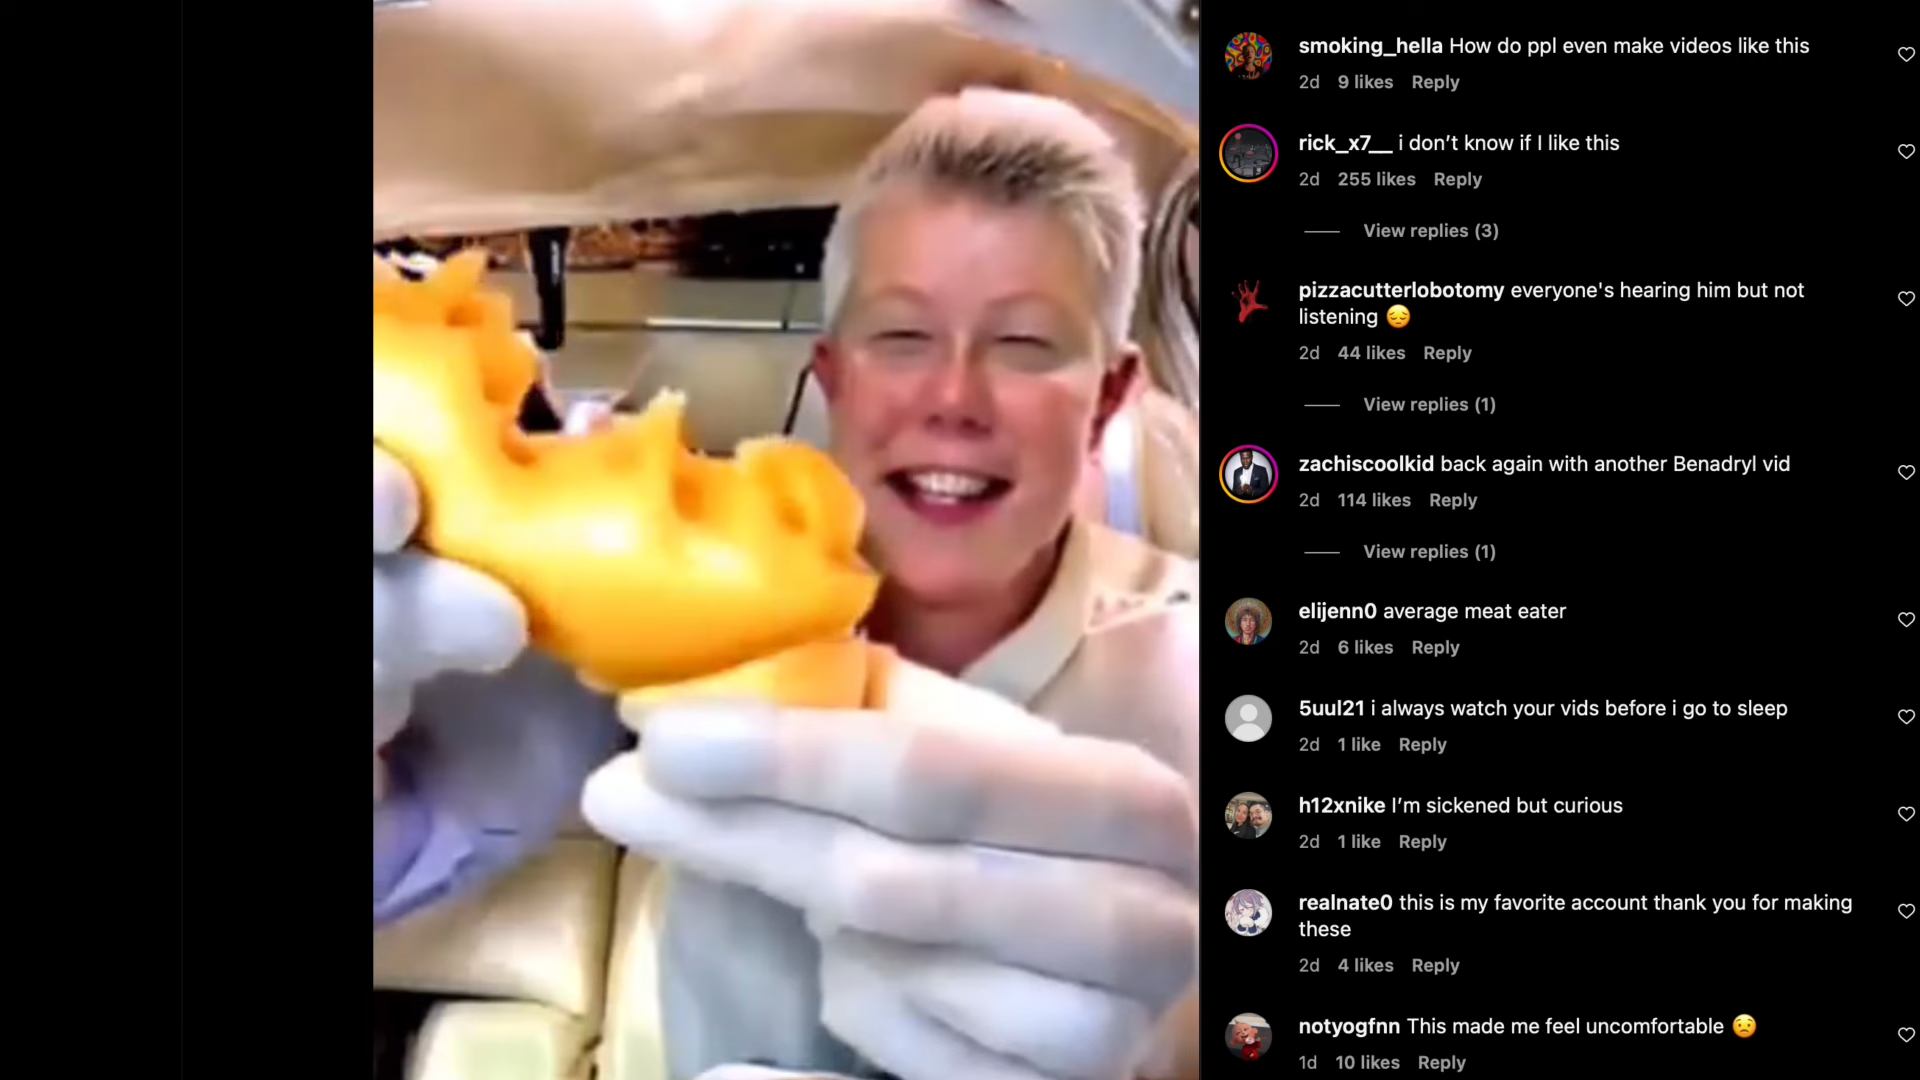 smoking_hella How do ppl even make videos like this
2d 9 likes Reply
rick_x7__ i don’t know if I like this
2d 255 likes Reply
View replies (3)
pizzacutterlobotomy everyone's hearing him but not
listening 😔
2d 44 likes Reply
View replies (1)
zachiscoolkid back again with another Benadryl vid
2d 114 likes Reply
View replies (1)
elijenn0 average meat eater
2d 6 likes Reply
5uul21 i always watch your vids before i go to sleep
2d 1 like Reply
h12xnike I’m sickened but curious
2d 1 like Reply
realnate0 this is my favorite account thank you for making
these
2d 4 likes Reply
notyogfnn This made me feel uncomfortable 😟
1d 10 likes Reply